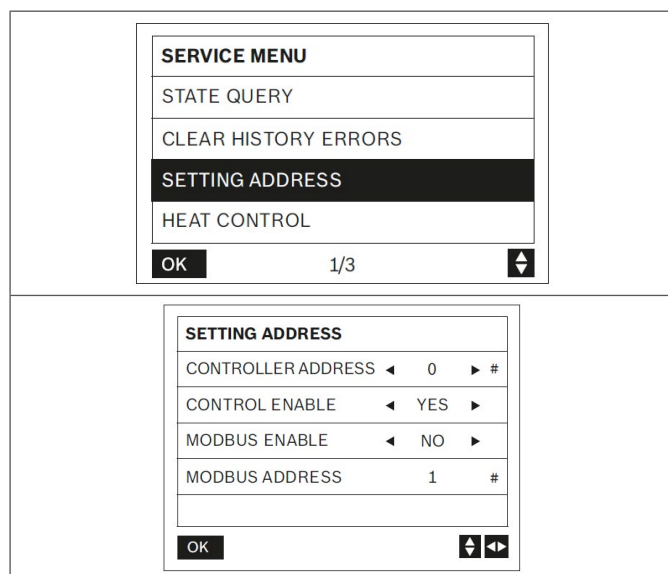 SERVICE MENU
STATE QUERY
CLEAR HISTORY ERRORS
SETTING ADDRESS
HEAT CONTROL
OK 1/3
SETTING ADDRESS
CONTROLLER ADDRESS ◄ 0 ► #
CONTROL ENABLE ◄ YES ►
MODBUS ENABLE ◄ NO ►
MODBUS ADDRESS 1 #
OK